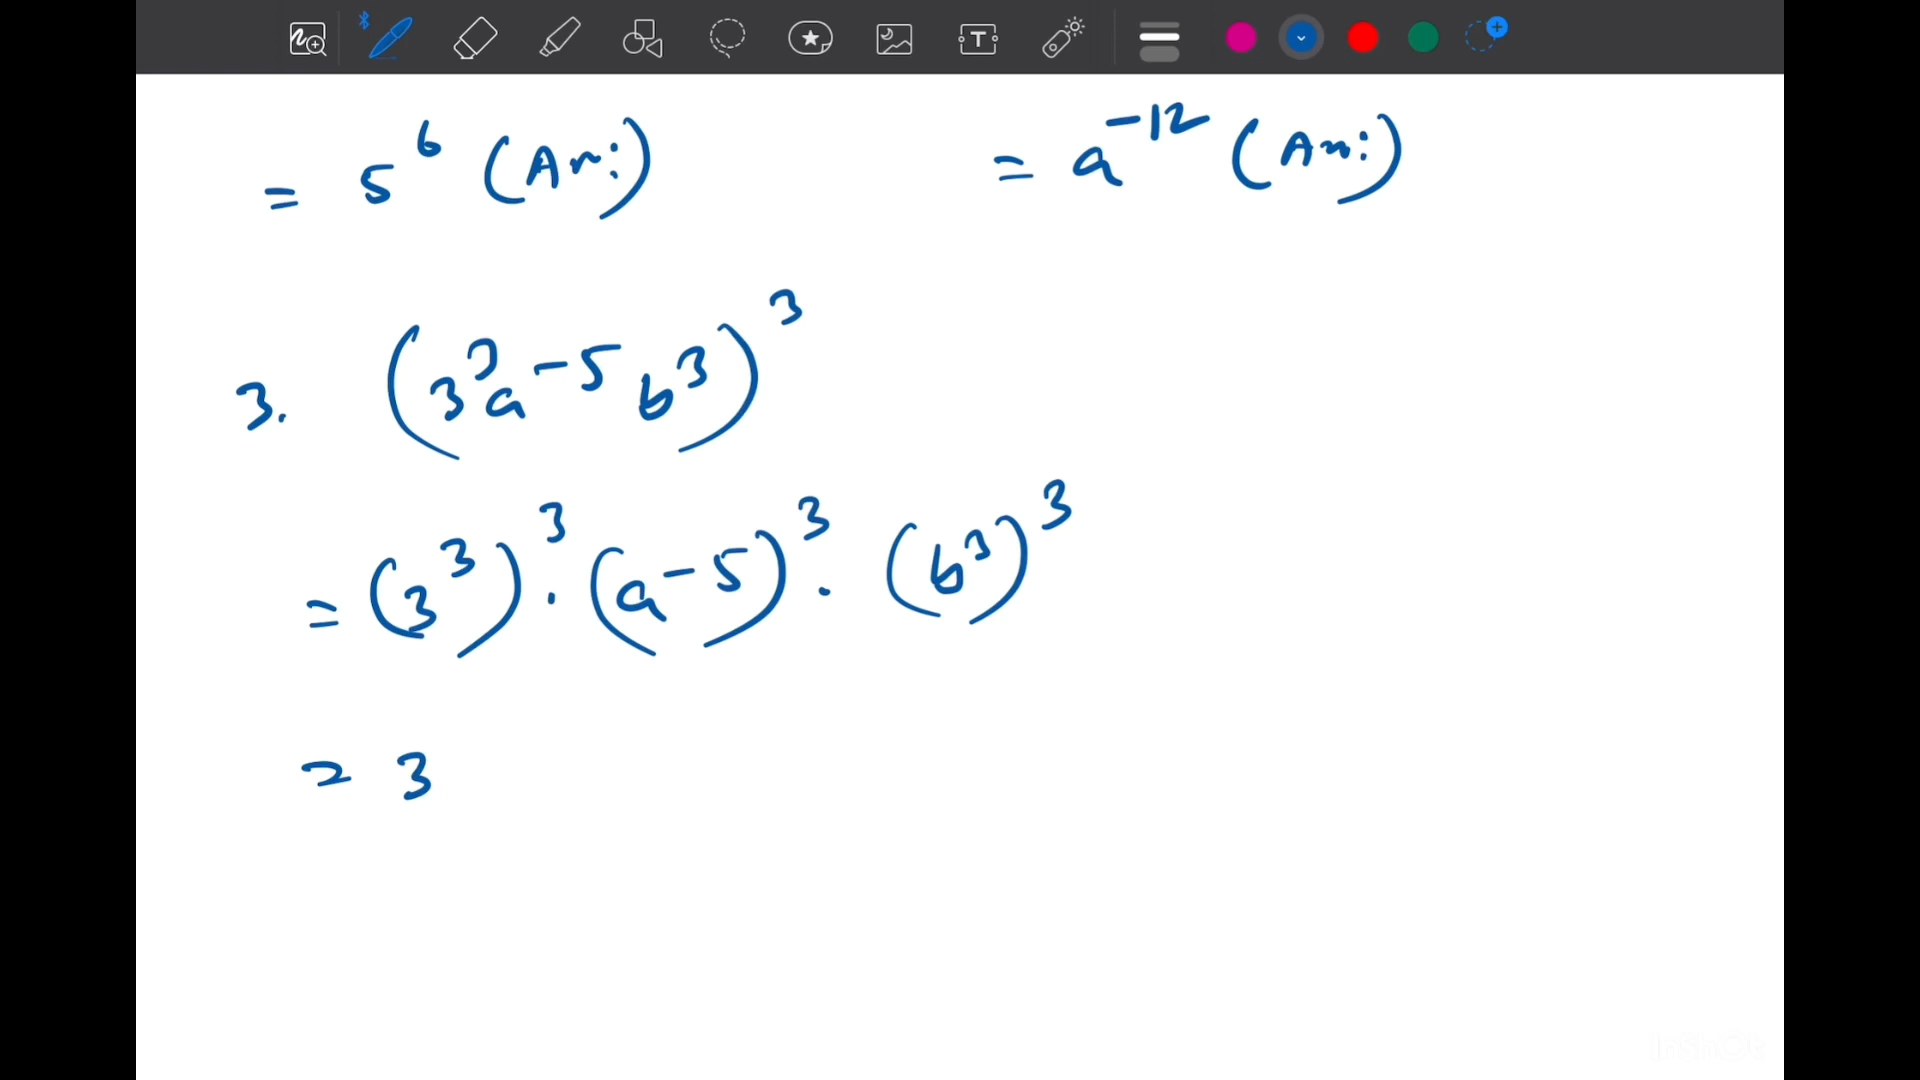 = 5^6 (Ans:) = a^-12 (Ans:)
3. (3^3 a^-5 b^3)^3
= (3^3)^3 · (a^-5)^3 · (b^3)^3
= 3